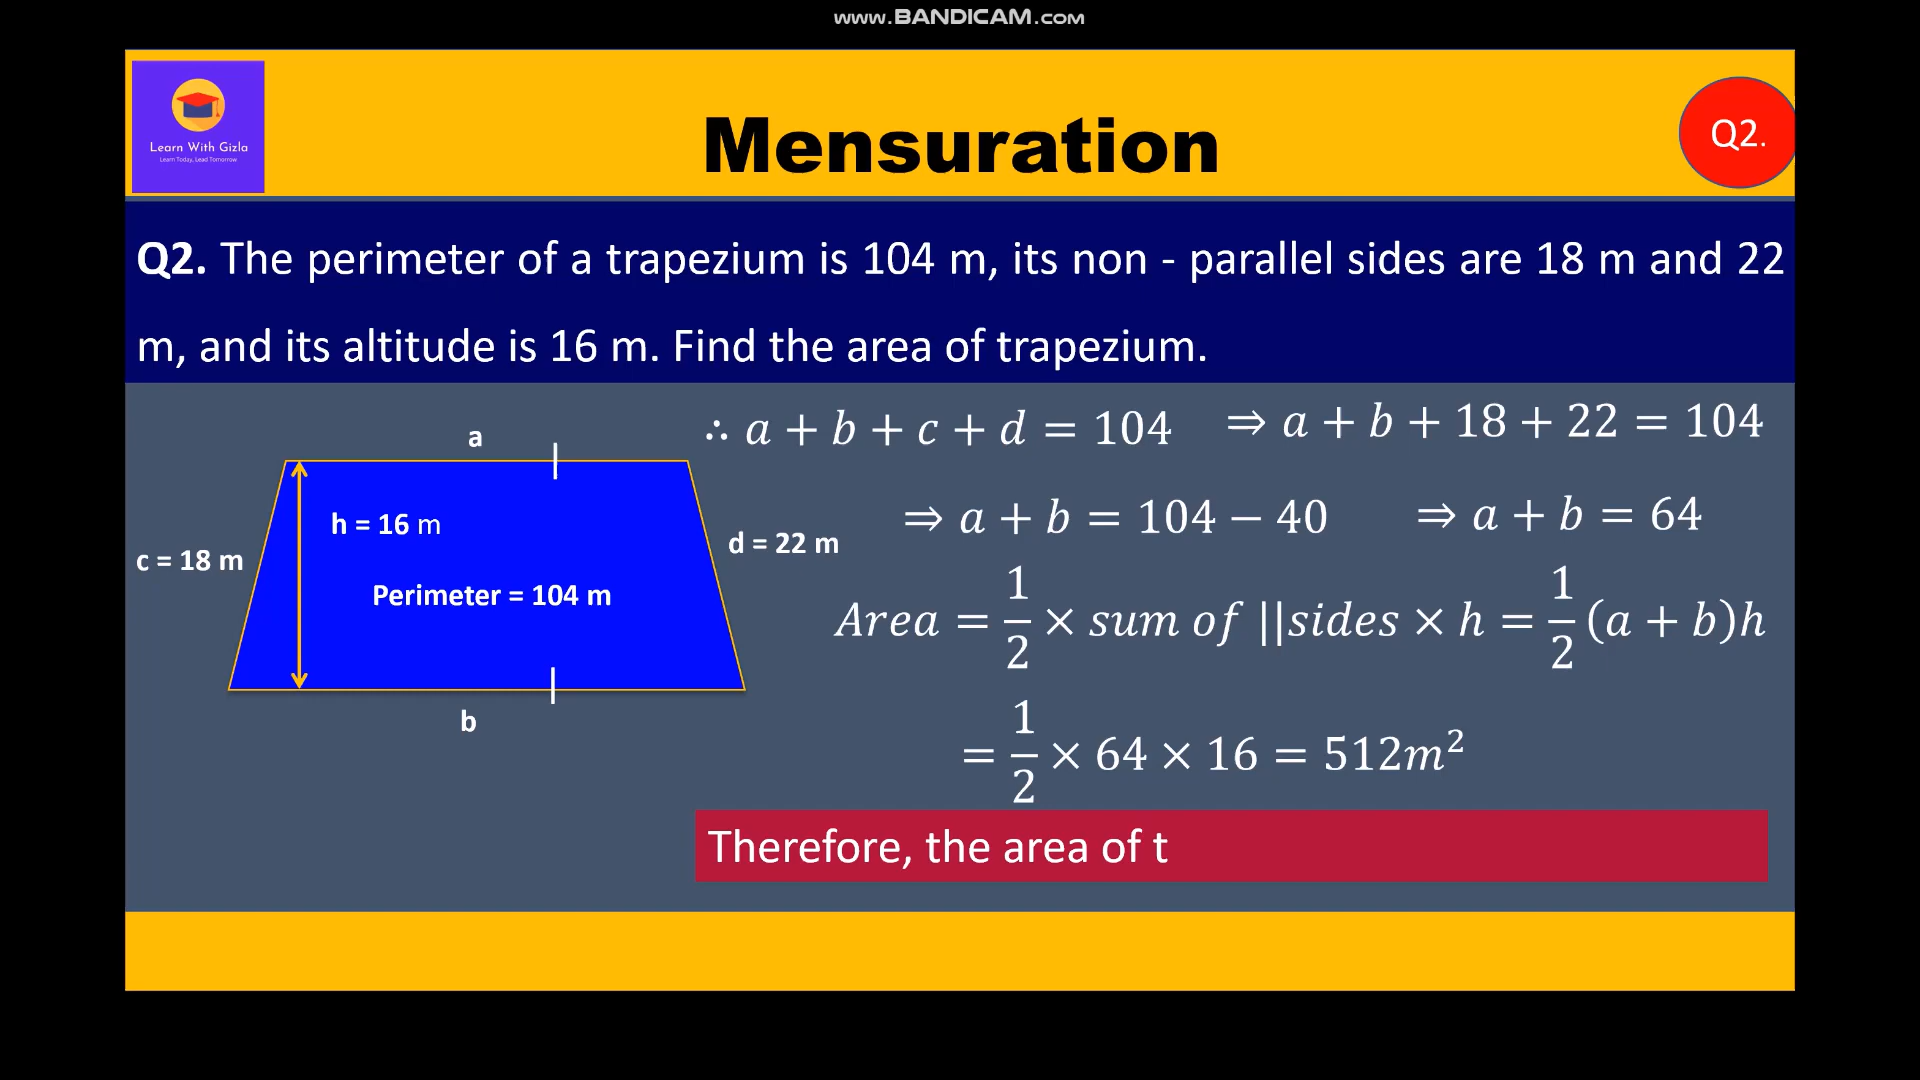 www.BANDICAM.com
Learn With Gizla
Learn Today, Lead Tomorrow
Mensuration
Q2.
Q2. The perimeter of a trapezium is 104 m, its non - parallel sides are 18 m and 22
m, and its altitude is 16 m. Find the area of trapezium.
a
h = 16 m
c = 18 m
d = 22 m
Perimeter = 104 m
b
∴ a + b + c + d = 104 ⇒ a + b + 18 + 22 = 104
⇒ a + b = 104 − 40 ⇒ a + b = 64
Area = 1/2 × sum of ||sides × h = 1/2 (a + b)h
= 1/2 × 64 × 16 = 512m²
Therefore, the area of t